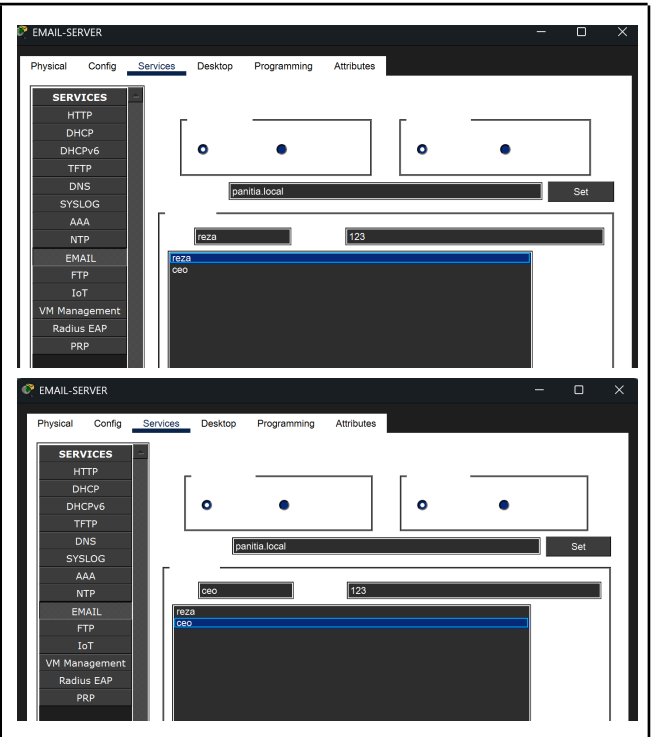 EMAIL-SERVER
Physical Config Services Desktop Programming Attributes
SERVICES
HTTP
DHCP
DHCPv6
TFTP
DNS
SYSLOG
AAA
NTP
EMAIL
FTP
IoT
VM Management
Radius EAP
PRP
panitia.local Set
reza 123
reza
ceo
EMAIL-SERVER
Physical Config Services Desktop Programming Attributes
SERVICES
HTTP
DHCP
DHCPv6
TFTP
DNS
SYSLOG
AAA
NTP
EMAIL
FTP
IoT
VM Management
Radius EAP
PRP
panitia.local Set
ceo 123
reza
ceo